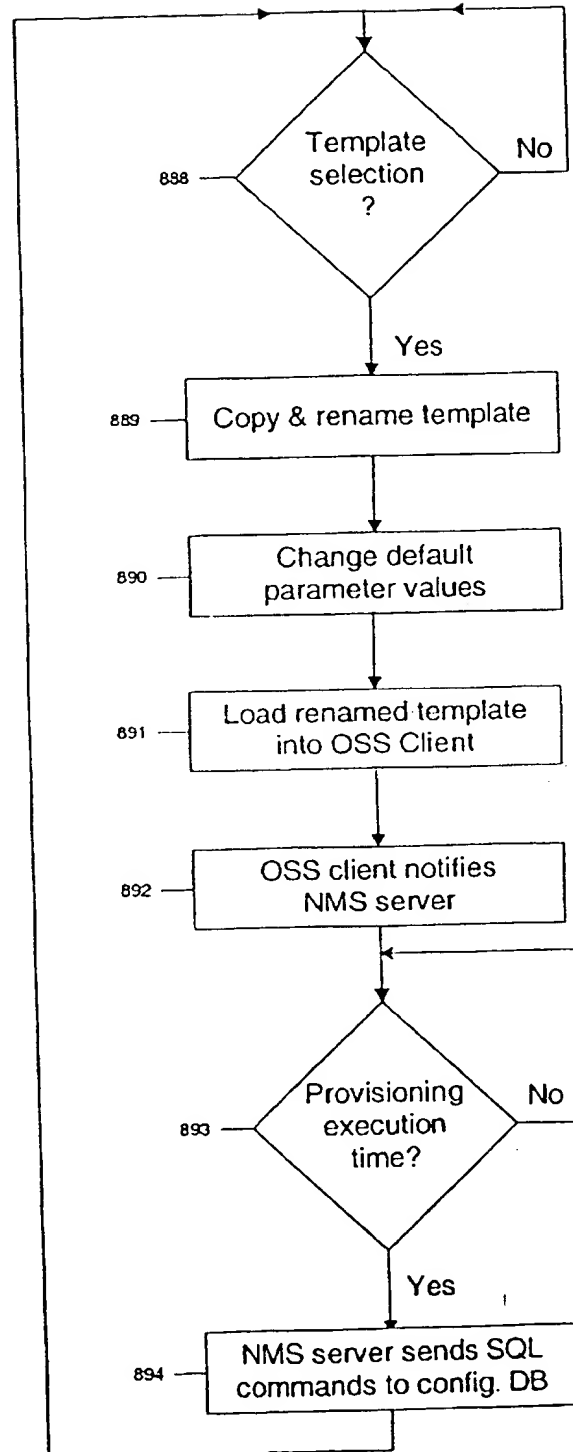 Template
selection
?
No
888
Yes
889
Copy & rename template
890
Change default
parameter values
891
Load renamed template
into OSS Client
892
OSS client notifies
NMS server
Provisioning
execution
time?
No
893
Yes
894
NMS server sends SQL
commands to config. DB